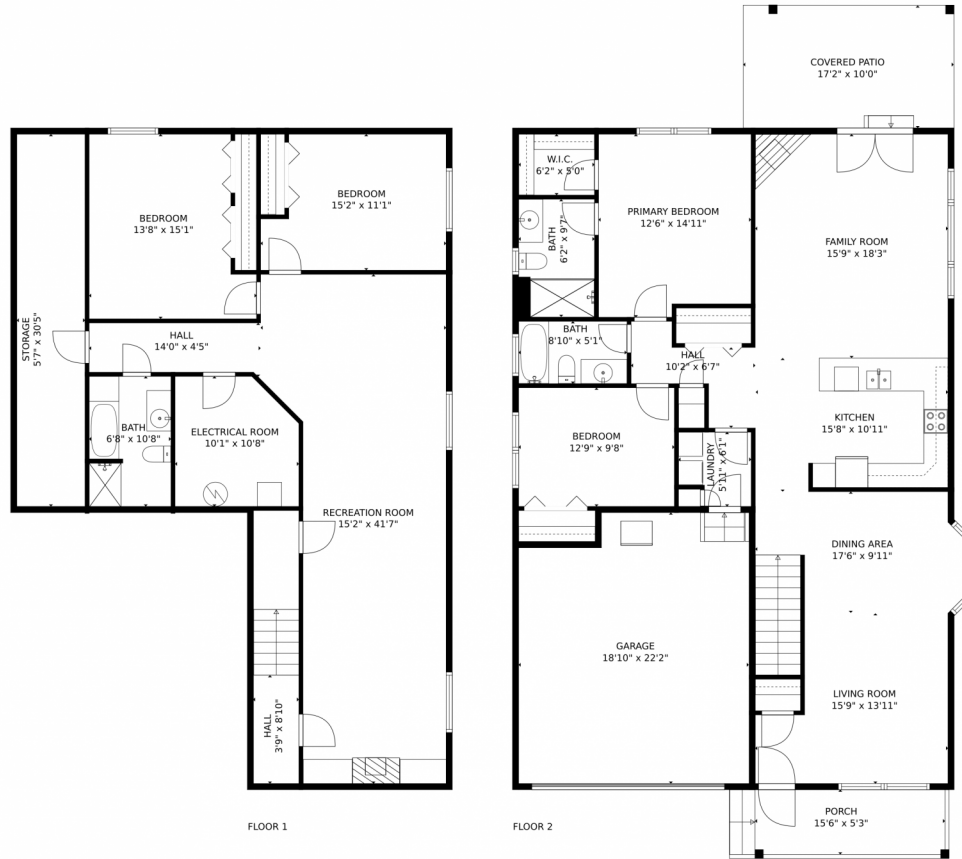 BEDROOM
13'8" x 15'1"
BEDROOM
15'2" x 11'1"
STORAGE
5'7" x 30'5"
HALL
14'0" x 4'5"
BATH
6'8" x 10'8"
ELECTRICAL ROOM
10'1" x 10'8"
RECREATION ROOM
15'2" x 41'7"
HALL
3'9" x 8'10"
FLOOR 1
COVERED PATIO
17'2" x 10'0"
W.I.C.
6'2" x 5'0"
PRIMARY BEDROOM
12'6" x 14'11"
BATH
6'2" x 9'7"
FAMILY ROOM
15'9" x 18'3"
BATH
8'10" x 5'1"
HALL
10'2" x 6'7"
KITCHEN
15'8" x 10'11"
BEDROOM
12'9" x 9'8"
LAUNDRY
5'11" x 6'1"
DINING AREA
17'6" x 9'11"
GARAGE
18'10" x 22'2"
LIVING ROOM
15'9" x 13'11"
PORCH
15'6" x 5'3"
FLOOR 2